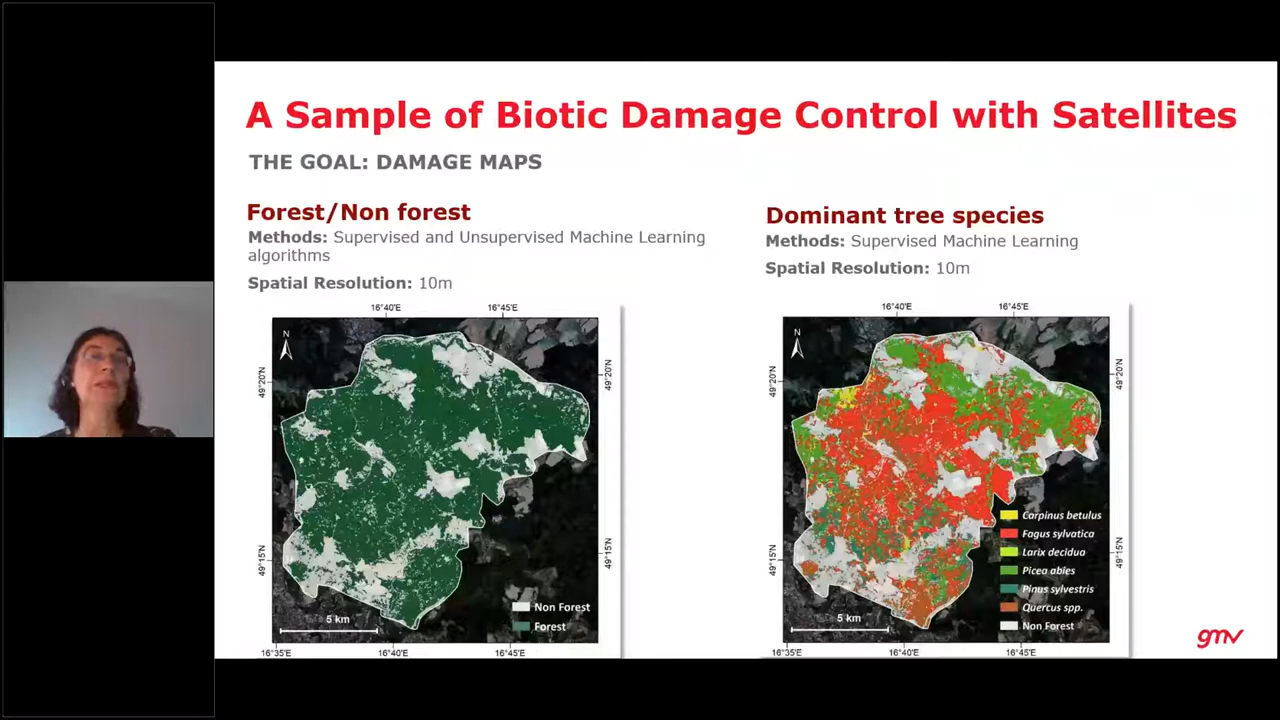 A Sample of Biotic Damage Control with Satellites
THE GOAL: DAMAGE MAPS
Forest/Non forest
Methods: Supervised and Unsupervised Machine Learning
algorithms
Spatial Resolution: 10m
16°40'E 16°45'E
N
49°20'N 49°20'N
49°15'N 49°15'N
Non Forest
Forest
5 km
16°35'E 16°40'E 16°45'E
Dominant tree species
Methods: Supervised Machine Learning
Spatial Resolution: 10m
16°40'E 16°45'E
N
49°20'N 49°20'N
49°15'N 49°15'N
Carpinus betulus
Fagus sylvatica
Larix decidua
Picea abies
Pinus sylvestris
Quercus spp.
Non Forest
5 km
16°35'E 16°40'E 16°45'E
gmv